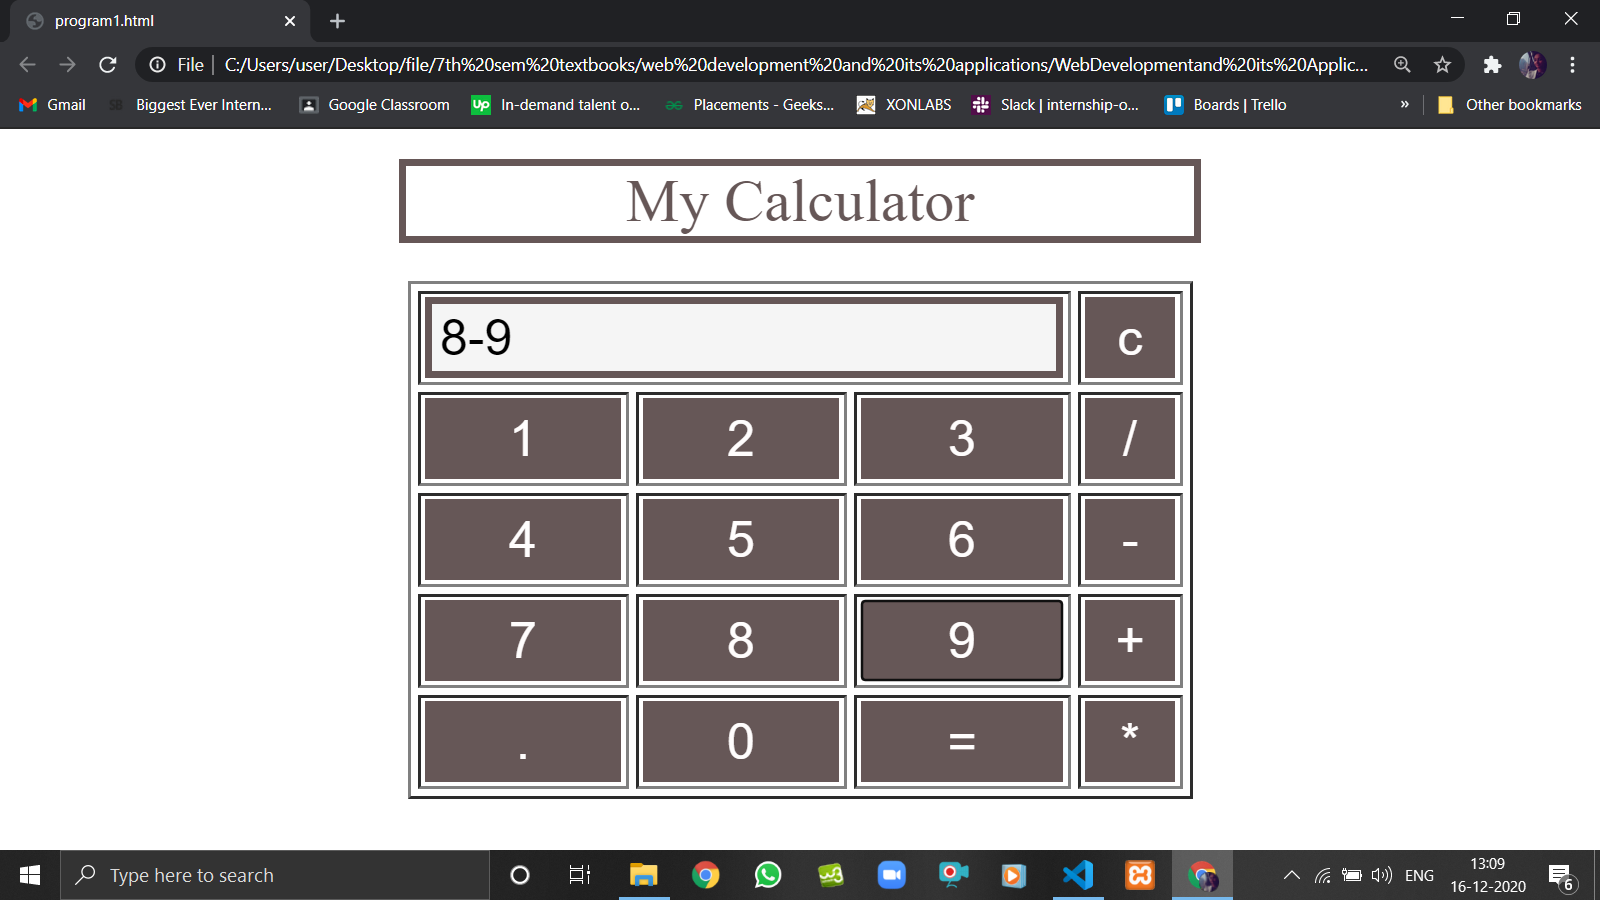 program1.html
File C:/Users/user/Desktop/file/7th%20sem%20textbooks/web%20development%20and%20its%20applications/WebDevelopmentand%20its%20Applic...
Gmail SB Biggest Ever Intern... Google Classroom Up In-demand talent o... Placements - Geeks... XONLABS Slack | internship-o... Boards | Trello » Other bookmarks
My Calculator
8-9 c
1 2 3 /
4 5 6 -
7 8 9 +
. 0 = *
Type here to search ENG 13:09
16-12-2020 6